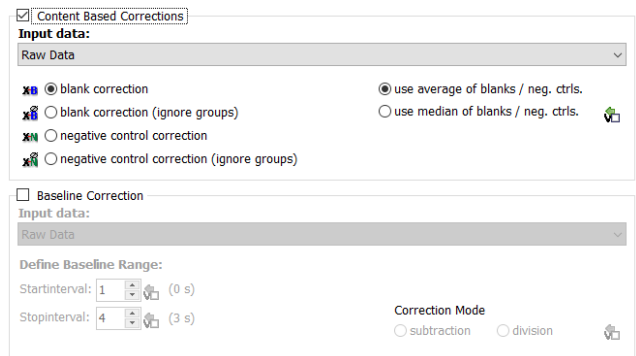 Content Based Corrections
Input data:
Raw Data
X-B blank correction use average of blanks / neg. ctrls.
blank correction (ignore groups) use median of blanks / neg. ctrls.
X-N negative control correction
negative control correction (ignore groups)
Baseline Correction
Input data:
Raw Data
Define Baseline Range:
Startinterval: 1 (0 s)
Stopinterval: 4 (3 s)
Correction Mode
subtraction division